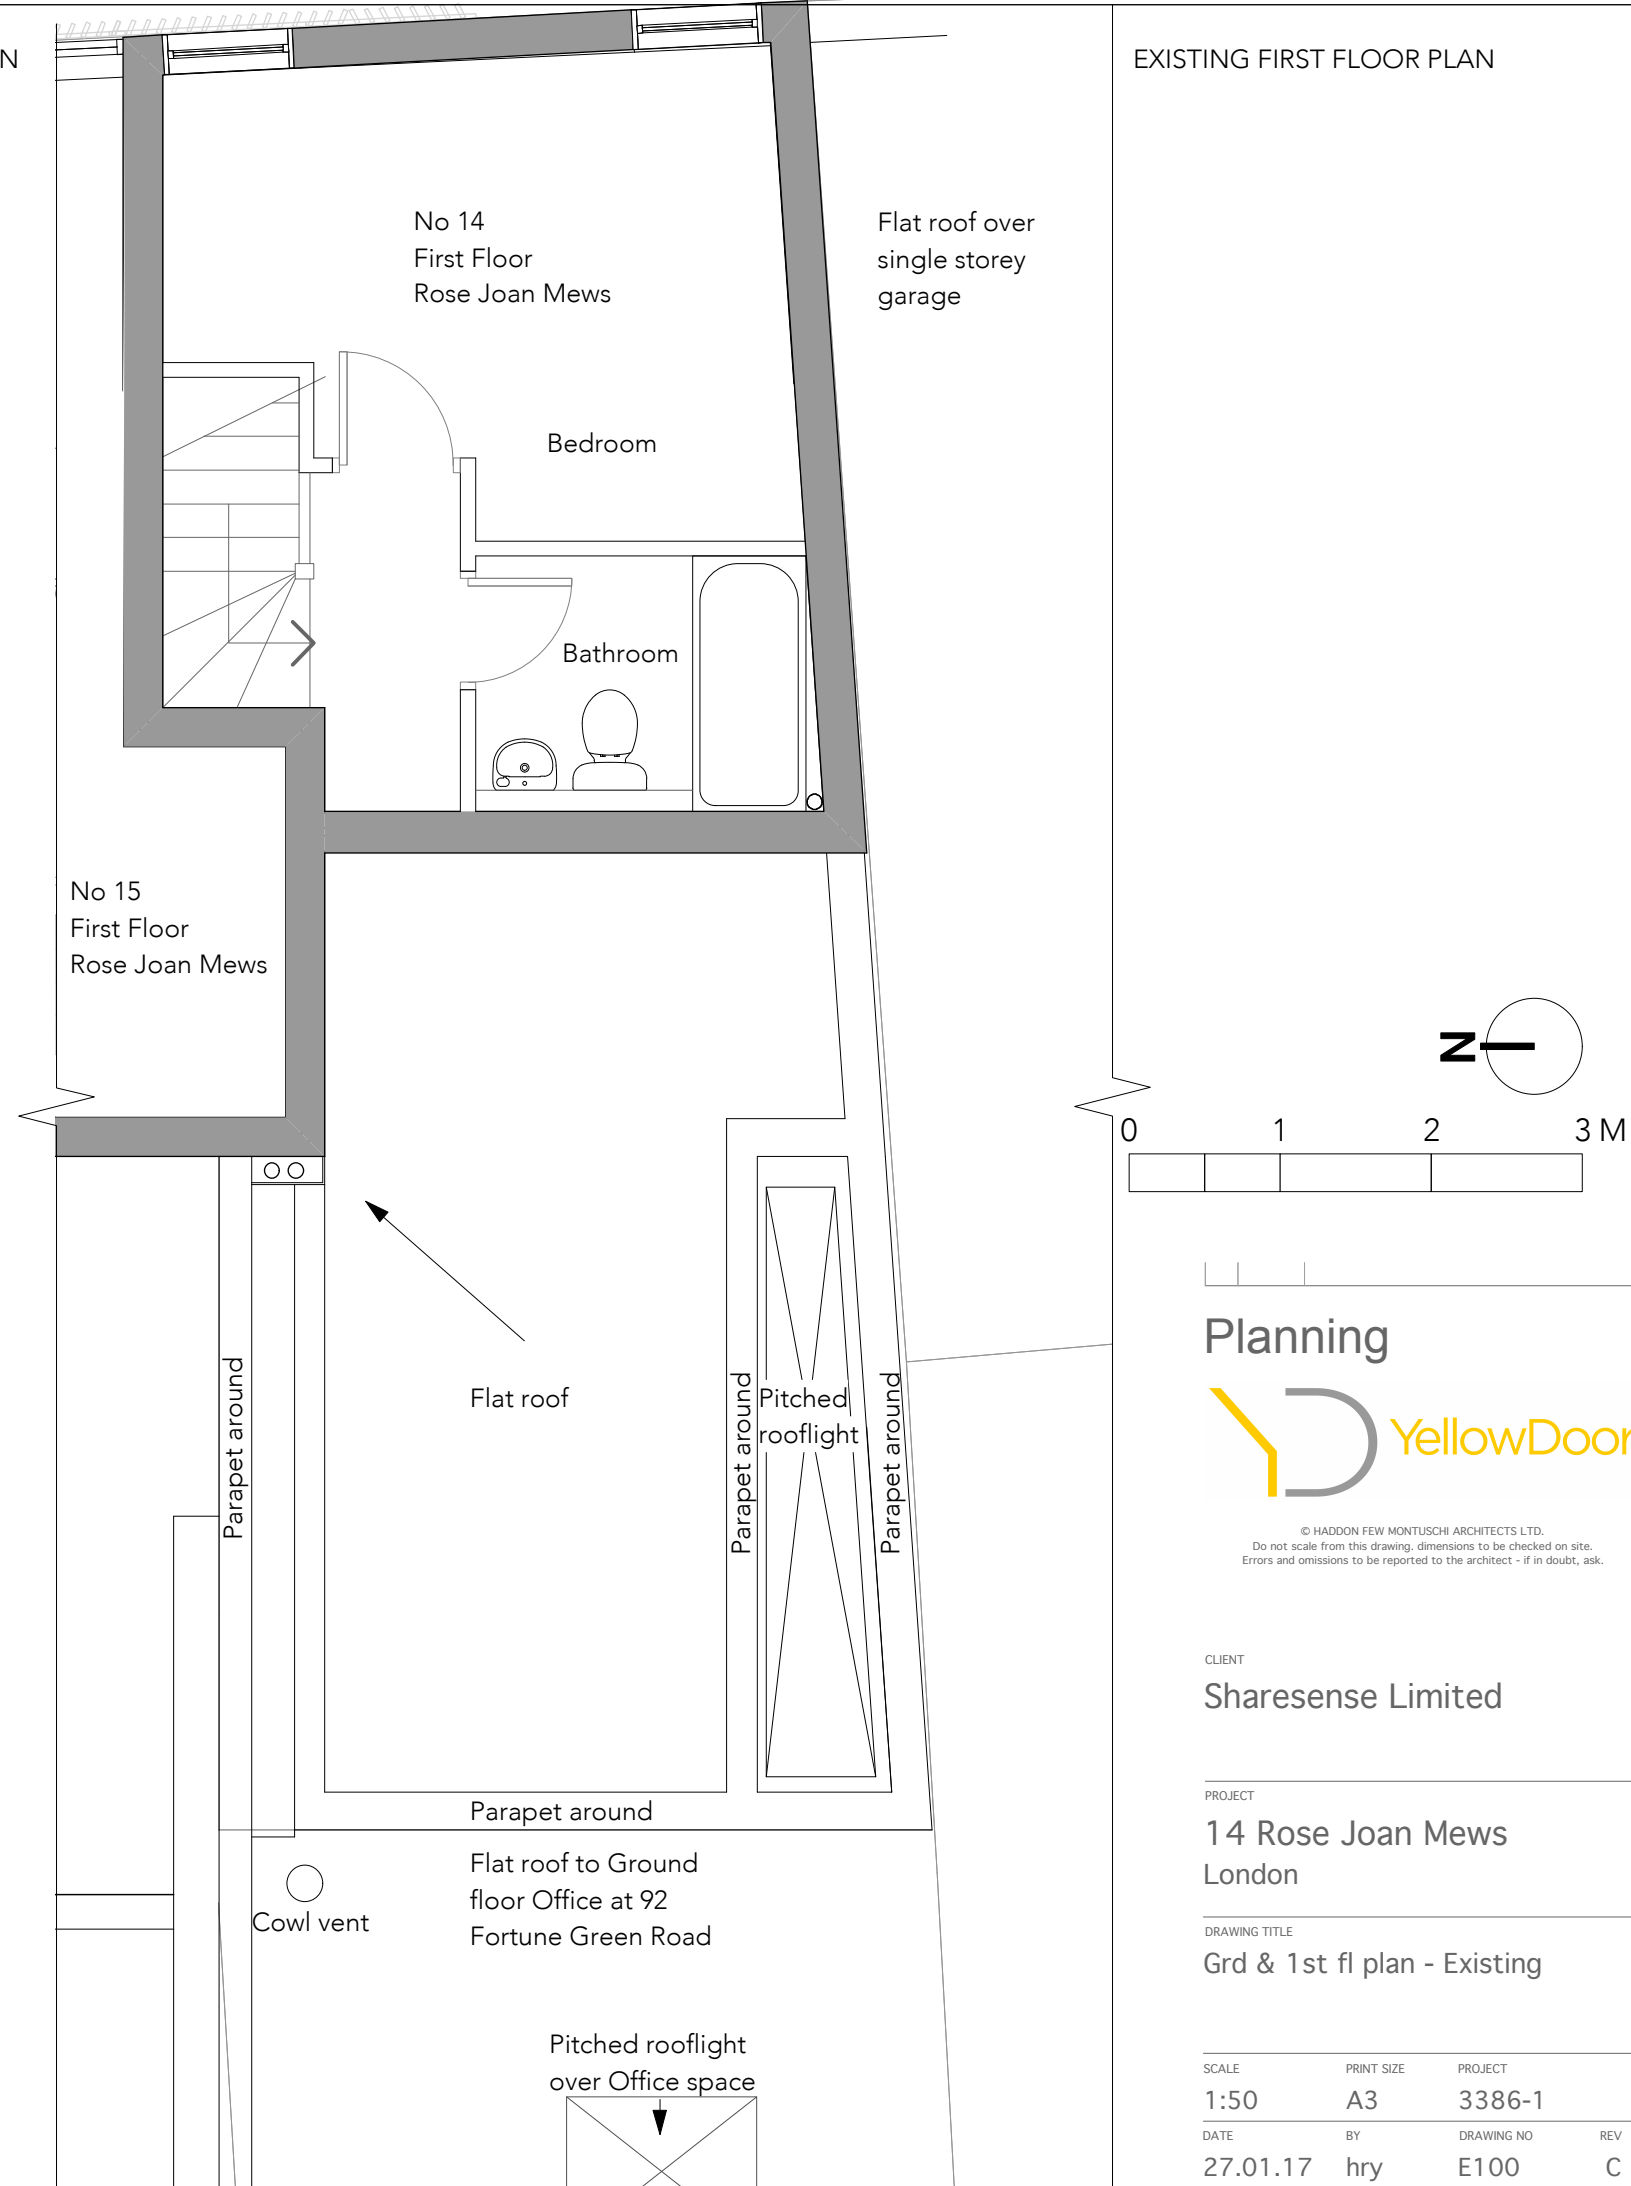 N
EXISTING FIRST FLOOR PLAN
No 14
First Floor
Rose Joan Mews
Flat roof over
single storey
garage
Bedroom
Bathroom
No 15
First Floor
Rose Joan Mews
N
0 1 2 3 M
Parapet around
Flat roof
Parapet around
Pitched
rooflight
Parapet around
Parapet around
Flat roof to Ground
floor Office at 92
Fortune Green Road
Cowl vent
Pitched rooflight
over Office space
Planning
YellowDoor
© HADDON FEW MONTUSCHI ARCHITECTS LTD.
Do not scale from this drawing. dimensions to be checked on site.
Errors and omissions to be reported to the architect - if in doubt, ask.
CLIENT
Sharesense Limited
PROJECT
14 Rose Joan Mews
London
DRAWING TITLE
Grd & 1st fl plan - Existing
SCALE PRINT SIZE PROJECT
1:50 A3 3386-1
DATE BY DRAWING NO REV
27.01.17 hry E100 C